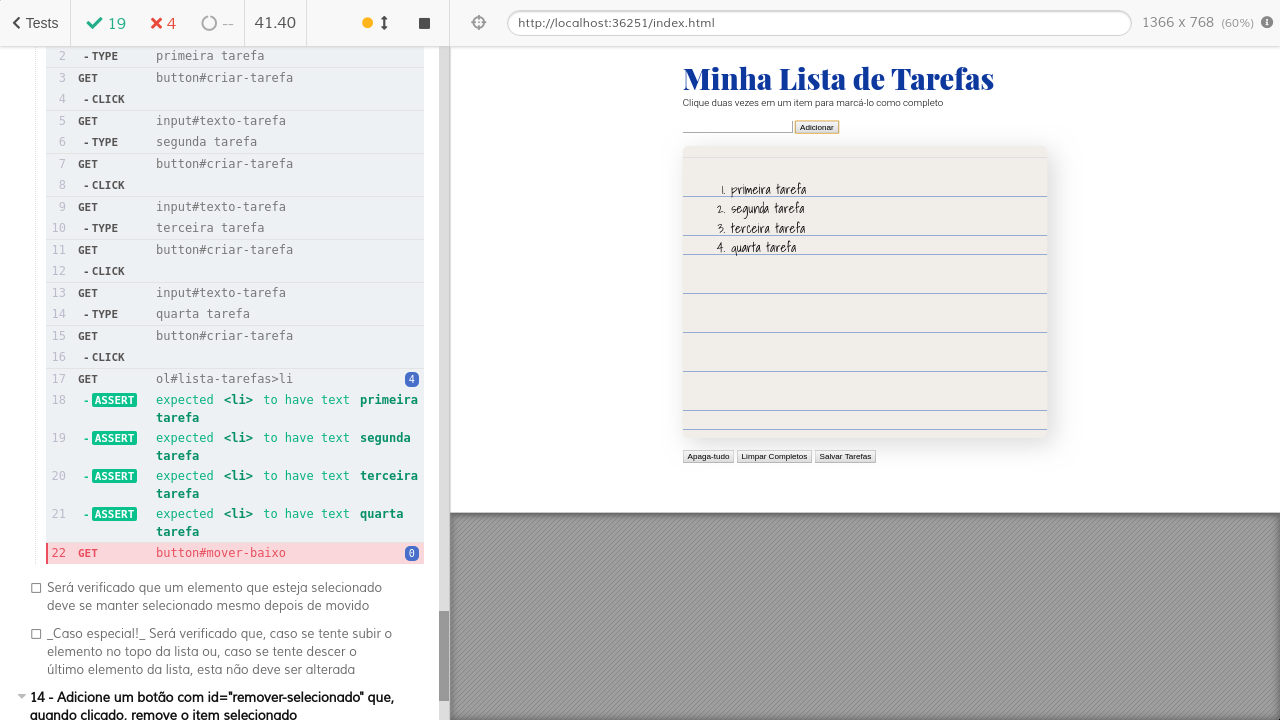 Tests 19 4 -- 41.40 http://localhost:36251/index.html 1366 x 768 (60%)
2 - TYPE primeira tarefa
3 GET button#criar-tarefa
4 - CLICK
5 GET input#texto-tarefa
6 - TYPE segunda tarefa
7 GET button#criar-tarefa
8 - CLICK
9 GET input#texto-tarefa
10 - TYPE terceira tarefa
11 GET button#criar-tarefa
12 - CLICK
13 GET input#texto-tarefa
14 - TYPE quarta tarefa
15 GET button#criar-tarefa
16 - CLICK
17 GET ol#lista-tarefas>li 4
18 - ASSERT expected <li> to have text primeira
tarefa
19 - ASSERT expected <li> to have text segunda
tarefa
20 - ASSERT expected <li> to have text terceira
tarefa
21 - ASSERT expected <li> to have text quarta
tarefa
22 GET button#mover-baixo 0
Será verificado que um elemento que esteja selecionado
deve se manter selecionado mesmo depois de movido
_Caso especial!_ Será verificado que, caso se tente subir o
elemento no topo da lista ou, caso se tente descer o
último elemento da lista, esta não deve ser alterada
14 - Adicione um botão com id="remover-selecionado" que,
quando clicado, remove o item selecionado
Minha Lista de Tarefas
Clique duas vezes em um item para marcá-lo como completo
Adicionar
1. primeira tarefa
2. segunda tarefa
3. terceira tarefa
4. quarta tarefa
Apaga-tudo Limpar Completos Salvar Tarefas